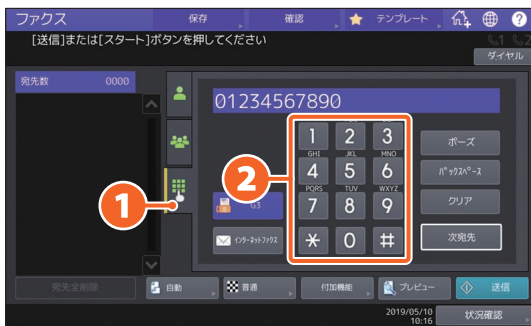 ファクス 保存 確認 テンプレート ?
[送信]または[スタート]ボタンを押してください
1 2
ダイヤル
宛先数 0000
01234567890
1 2 3
GHI JKL MNO
4 5 6
PQRS TUV WXYZ
7 8 9
* 0 #
ポーズ
バックスペース
クリア
次宛先
G3
インターネットファクス
1
2
宛先全削除 自動 普通 付加機能 プレビュー 送信
2019/05/10
10:16
状況確認